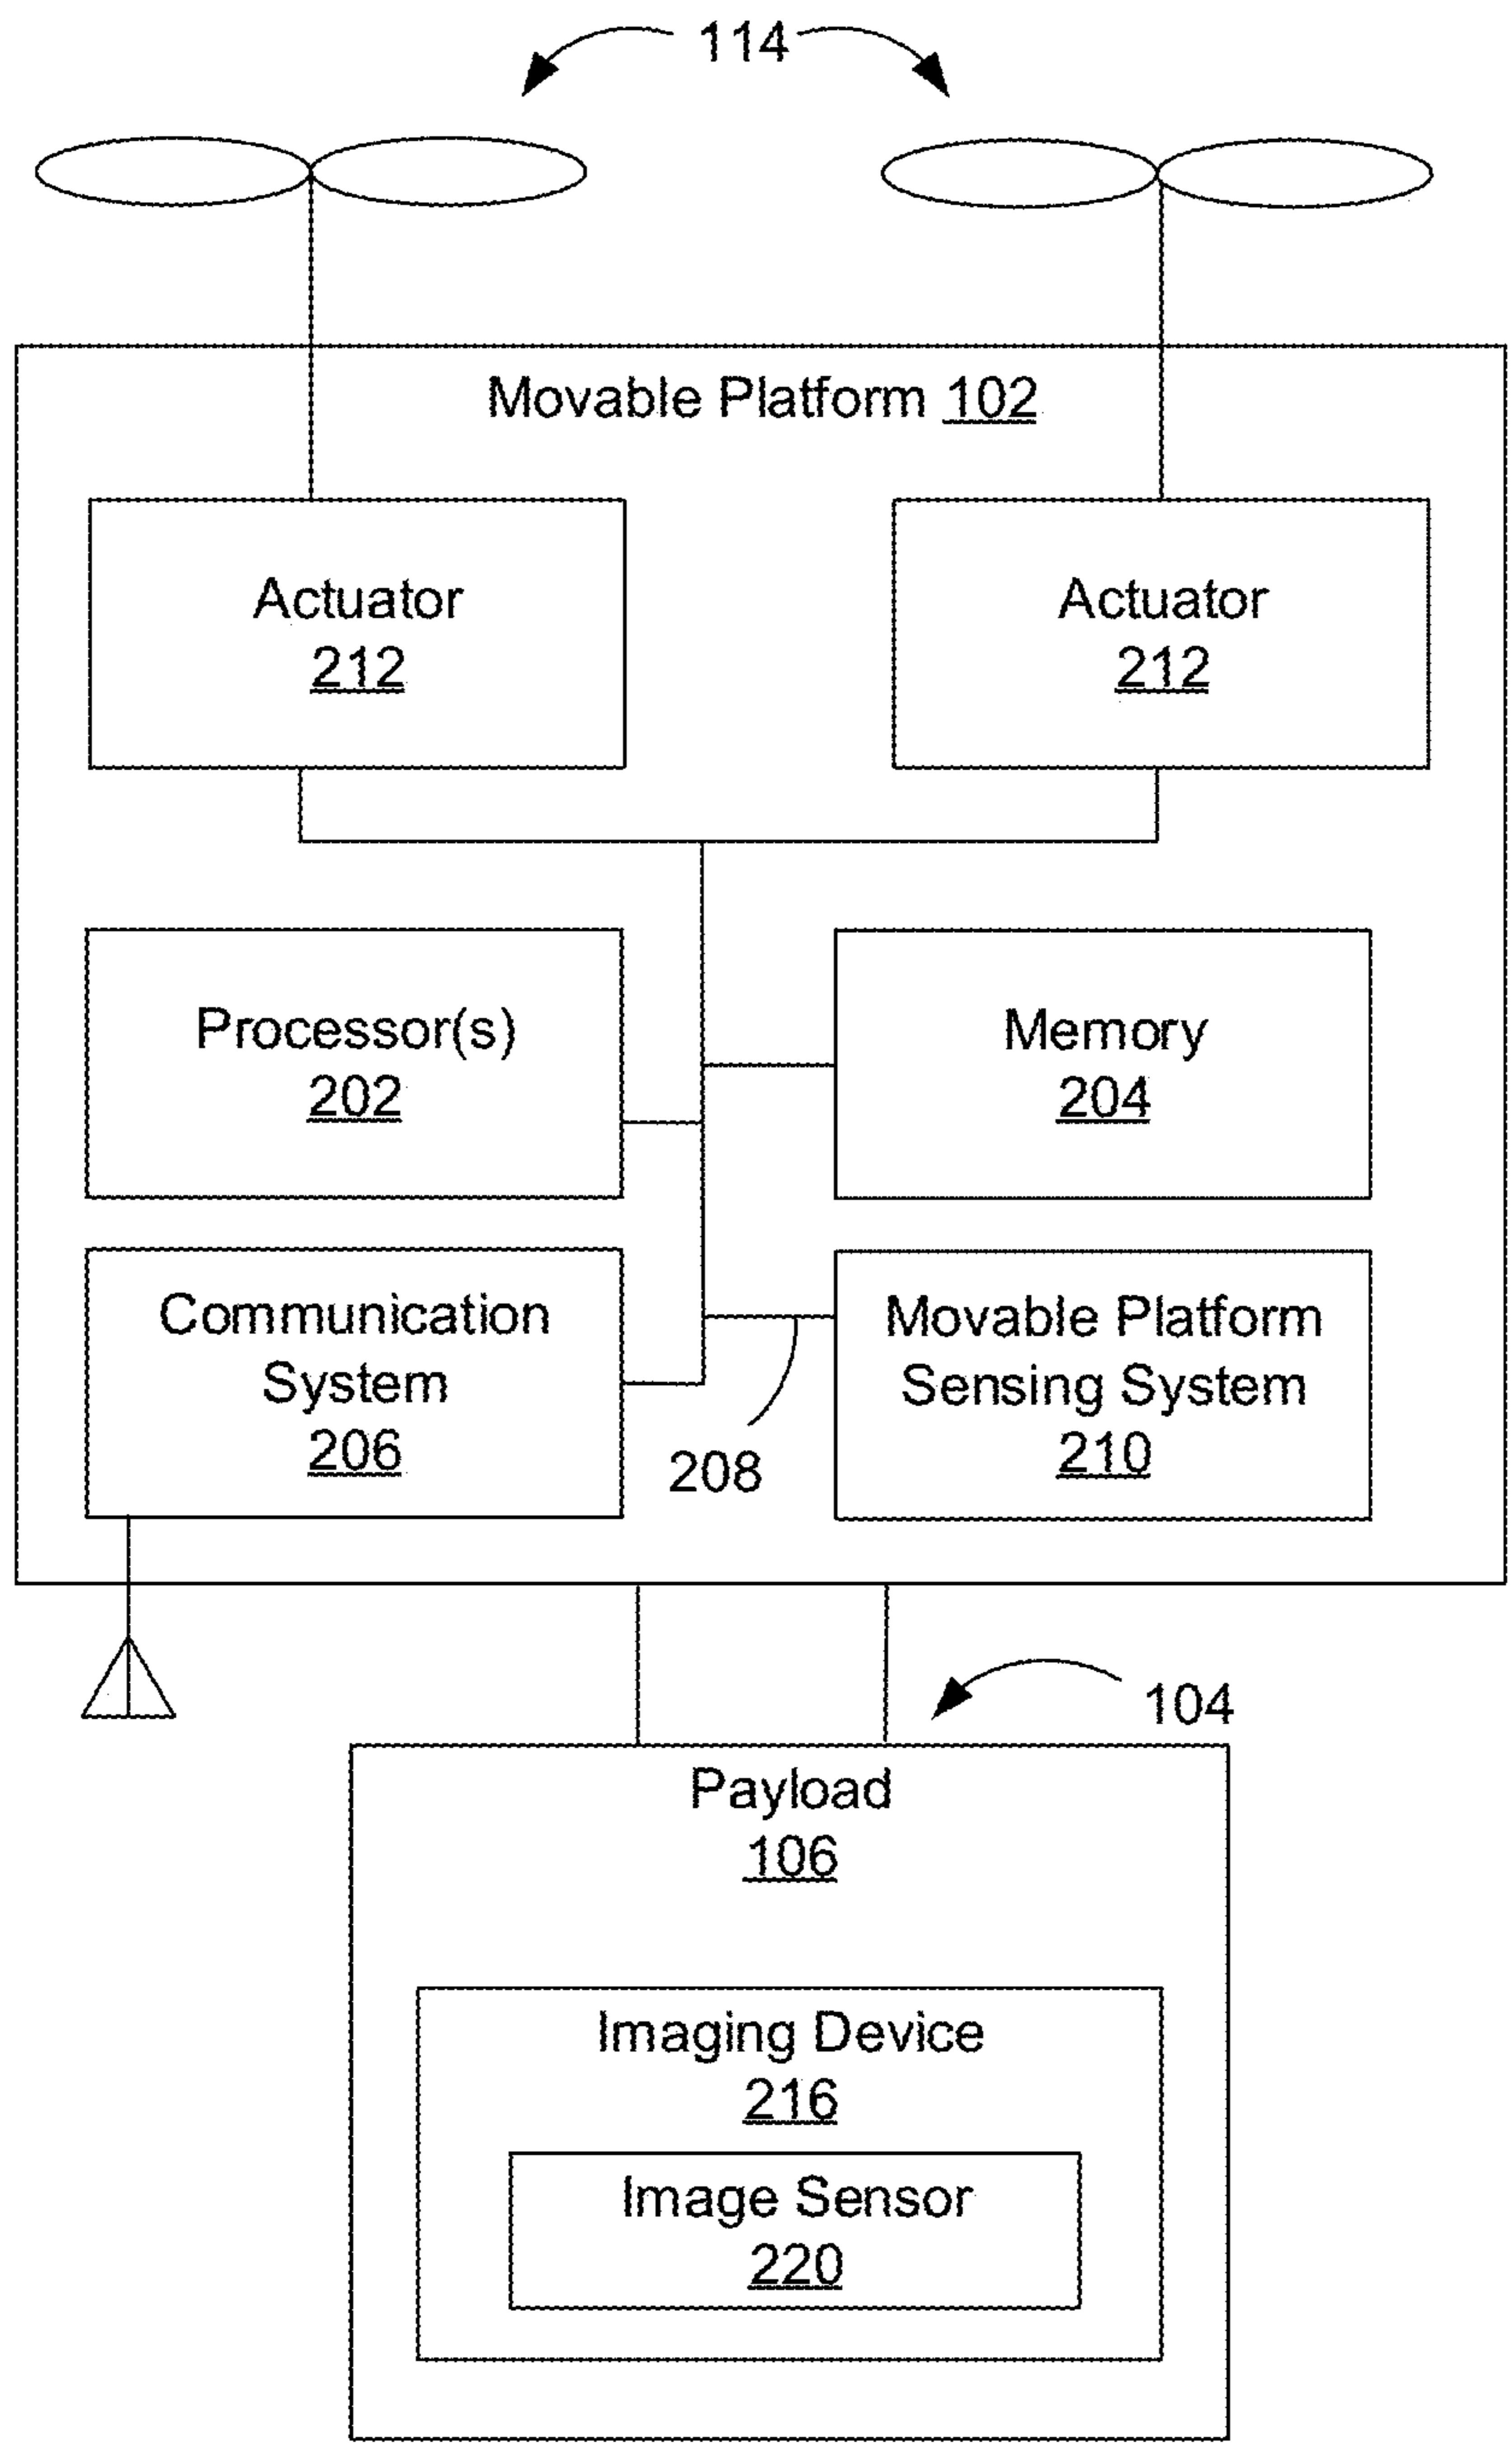 114
Movable Platform 102
Actuator
212
Actuator
212
Processor(s)
202
Memory
204
Communication
System
206
208
Movable Platform
Sensing System
210
104
Payload
106
Imaging Device
216
Image Sensor
220